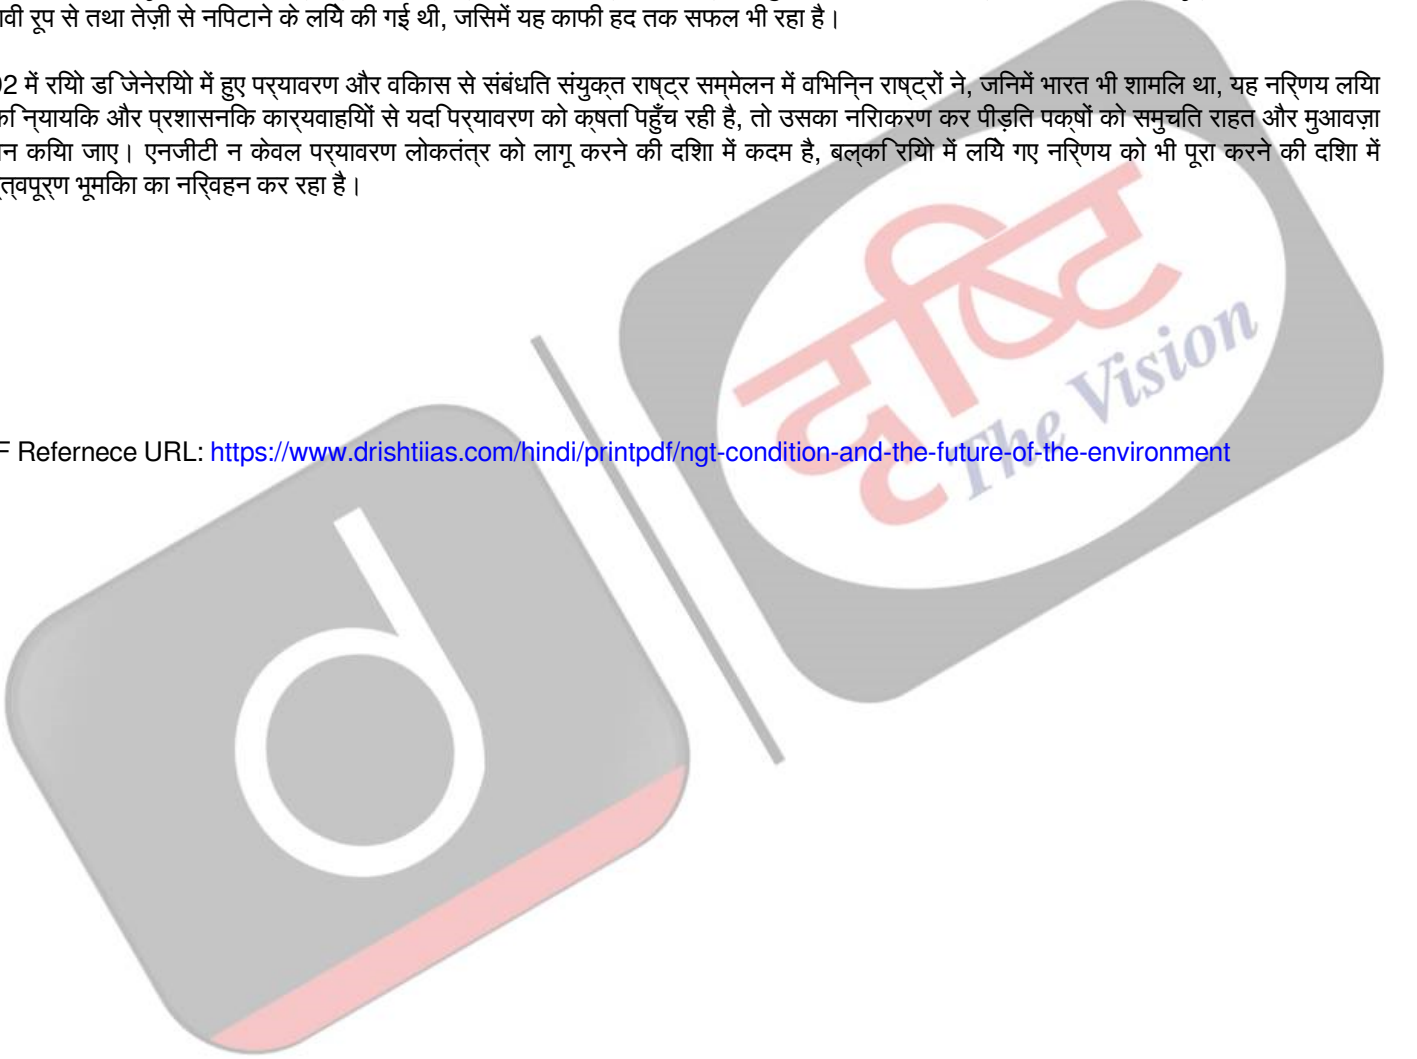 वी रूप से तथा तेज़ी से निपटाने के लिये की गई थी, जिसमें यह काफी हद तक सफल भी रहा है।
92 में रियो डि जेनेरियो में हुए पर्यावरण और विकास से संबंधित संयुक्त राष्ट्र सम्मेलन में विभिन्न राष्ट्रों ने, जिनमें भारत भी शामिल था, यह निर्णय लिया
कि न्यायिक और प्रशासनिक कार्यवाहियों से यदि पर्यावरण को क्षति पहुँच रही है, तो उसका निराकरण कर पीड़ित पक्षों को समुचित राहत और मुआवज़ा
न किया जाए। एनजीटी न केवल पर्यावरण लोकतंत्र को लागू करने की दिशा में कदम है, बल्कि रियो में लिये गए निर्णय को भी पूरा करने की दिशा में
त्वपूर्ण भूमिका का निर्वहन कर रहा है।
दृष्टि
The Vision
F Refernece URL: https://www.drishtiias.com/hindi/printpdf/ngt-condition-and-the-future-of-the-environment
d